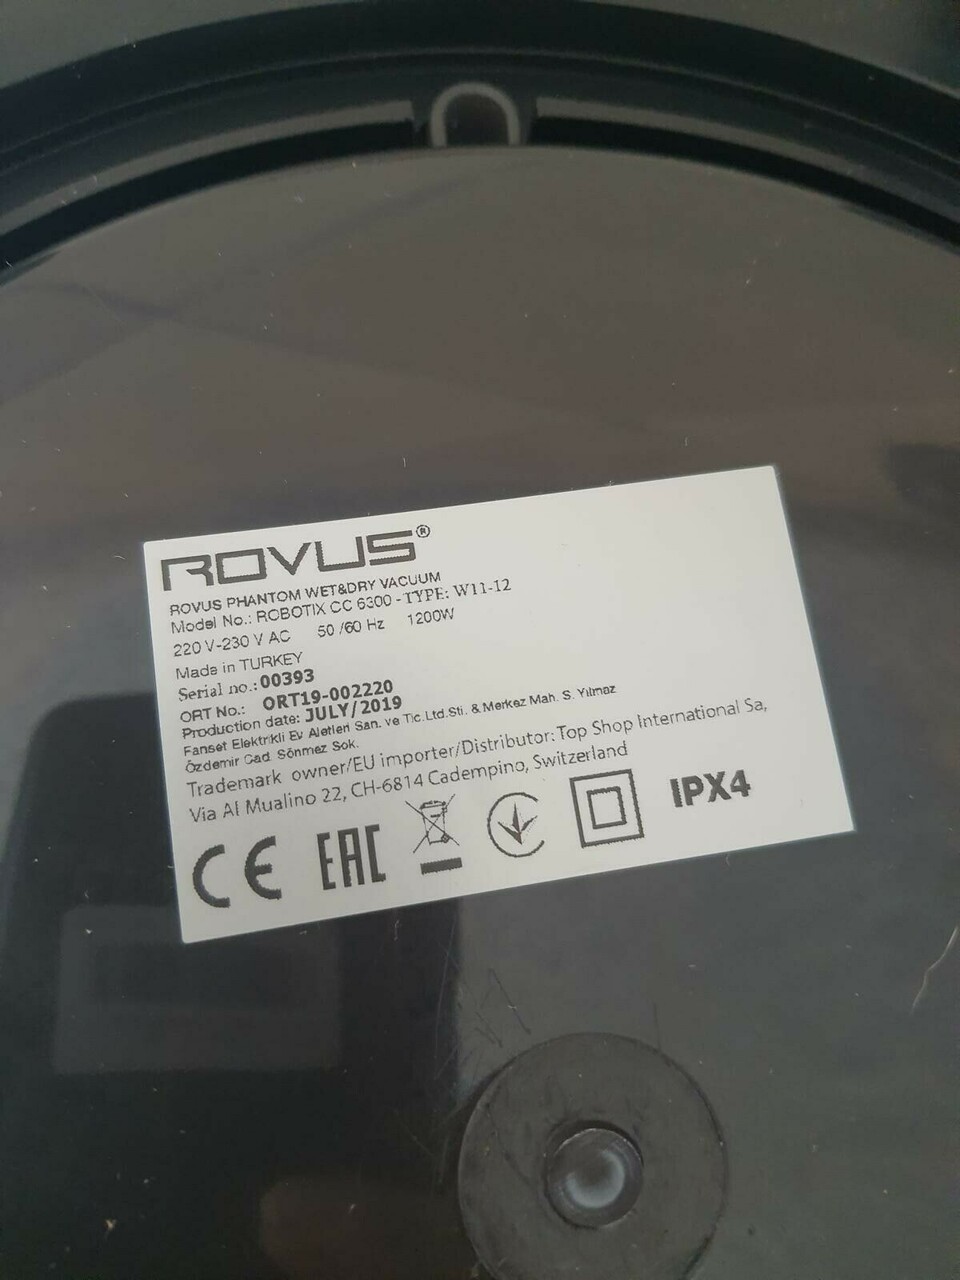 ROVUS®
ROVUS PHANTOM WET&DRY VACUUM
Model No.: ROBOTIX CC 6300 - TYPE: W11-12
220 V-230 V AC 50 /60 Hz 1200W
Made in TURKEY
Serial no.: 00393
ORT No.: ORT19-002220
Production date: JULY/2019
Fanset Elektrikli Ev Aletleri San. ve Tic.Ltd.Sti. & Merkez Mah. S. Yılmaz
Özdemir Cad. Sönmez Sok.
Trademark owner/EU importer/Distributor: Top Shop International Sa,
Via Al Mualino 22, CH-6814 Cadempino, Switzerland
CE EAC IPX4